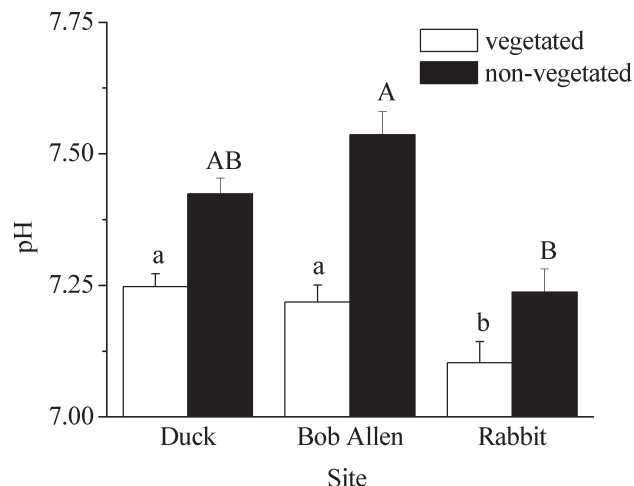 7.75
vegetated
non-vegetated
A
7.50
AB
pH
a
a
B
7.25
b
7.00
Duck
Bob Allen
Rabbit
Site